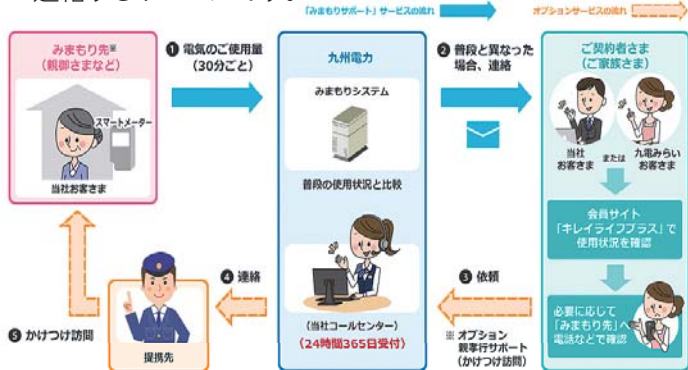 「みまもりサポート」サービスの流れ
オプションサービスの流れ
みまもり先※
(親御さまなど)
スマートメーター
当社お客さま
❶ 電気のご使用量
(30分ごと)
九州電力
みまもりシステム
普段の使用状況と比較
(当社コールセンター)
(24時間365日受付)
❷ 普段と異なった
場合、連絡
ご契約者さま
(ご家族さま)
当社
お客さま
または
九電みらい
お客さま
会員サイト
「キレイライフプラス」で
使用状況を確認
必要に応じて
「みまもり先」へ
電話などで確認
❸ 依頼
※ オプション
親孝行サポート
(かけつけ訪問)
❹ 連絡
提携先
❺ かけつけ訪問